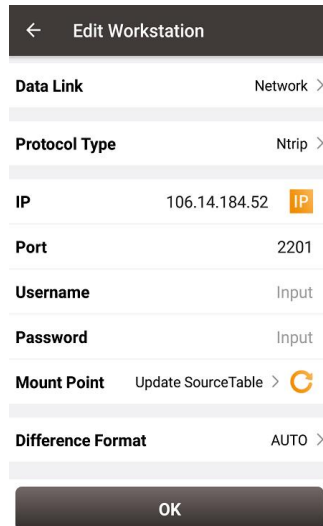 Edit Workstation
Data Link Network
Protocol Type Ntrip
IP 106.14.184.52 IP
Port 2201
Username Input
Password Input
Mount Point Update SourceTable
Difference Format AUTO
OK